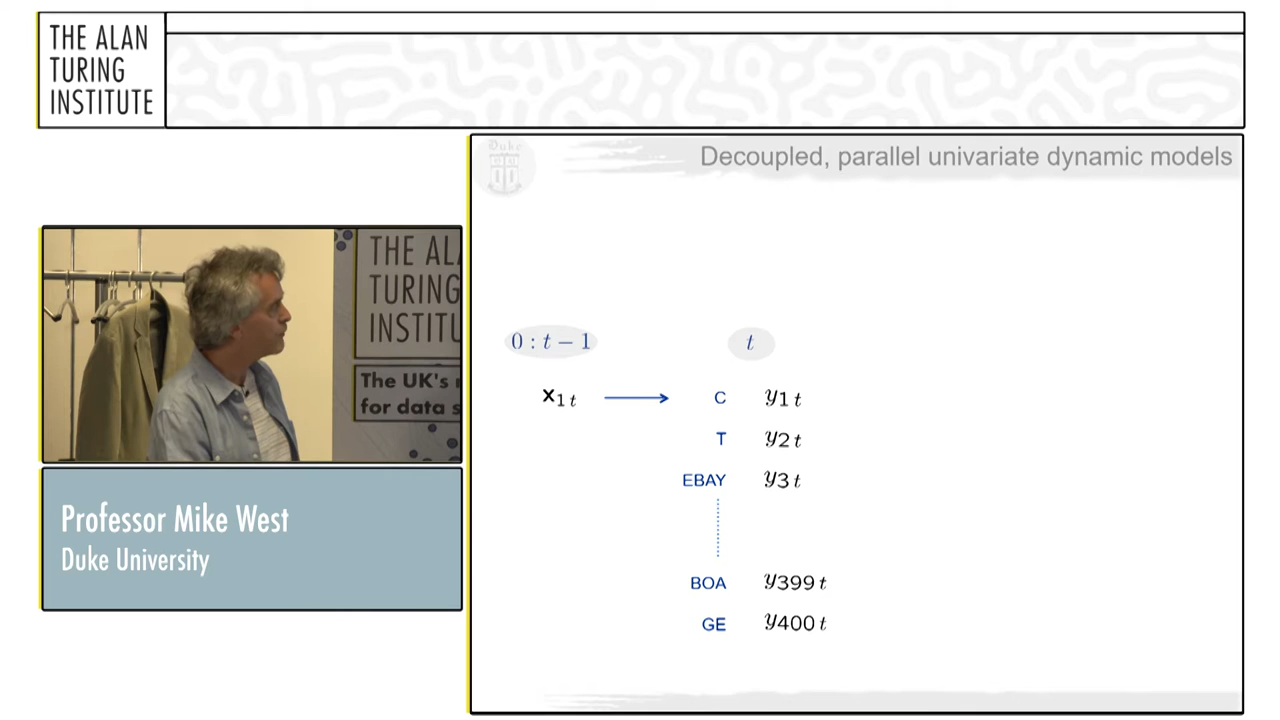 THE ALAN
TURING
INSTITUTE
Duke
Decoupled, parallel univariate dynamic models
THE AL
TURING
INSTITU
The UK's
for data s
Professor Mike West
Duke University
0 : t − 1 t
x1 t C y1 t
T y2 t
EBAY y3 t
BOA y399 t
GE y400 t